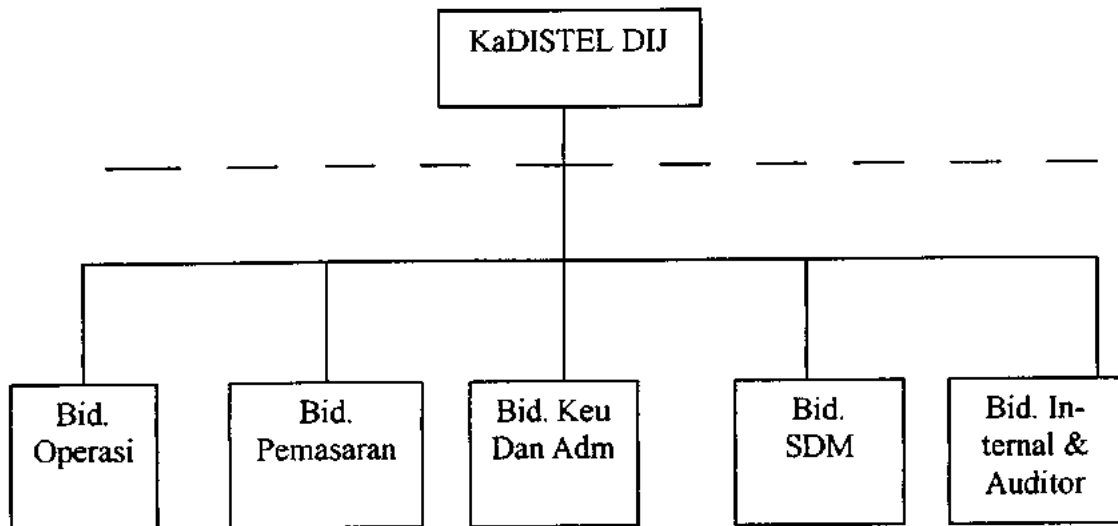 KaDISTEL DIJ
Bid.
Operasi
Bid.
Pemasaran
Bid. Keu
Dan Adm
Bid.
SDM
Bid. In-
ternal &
Auditor